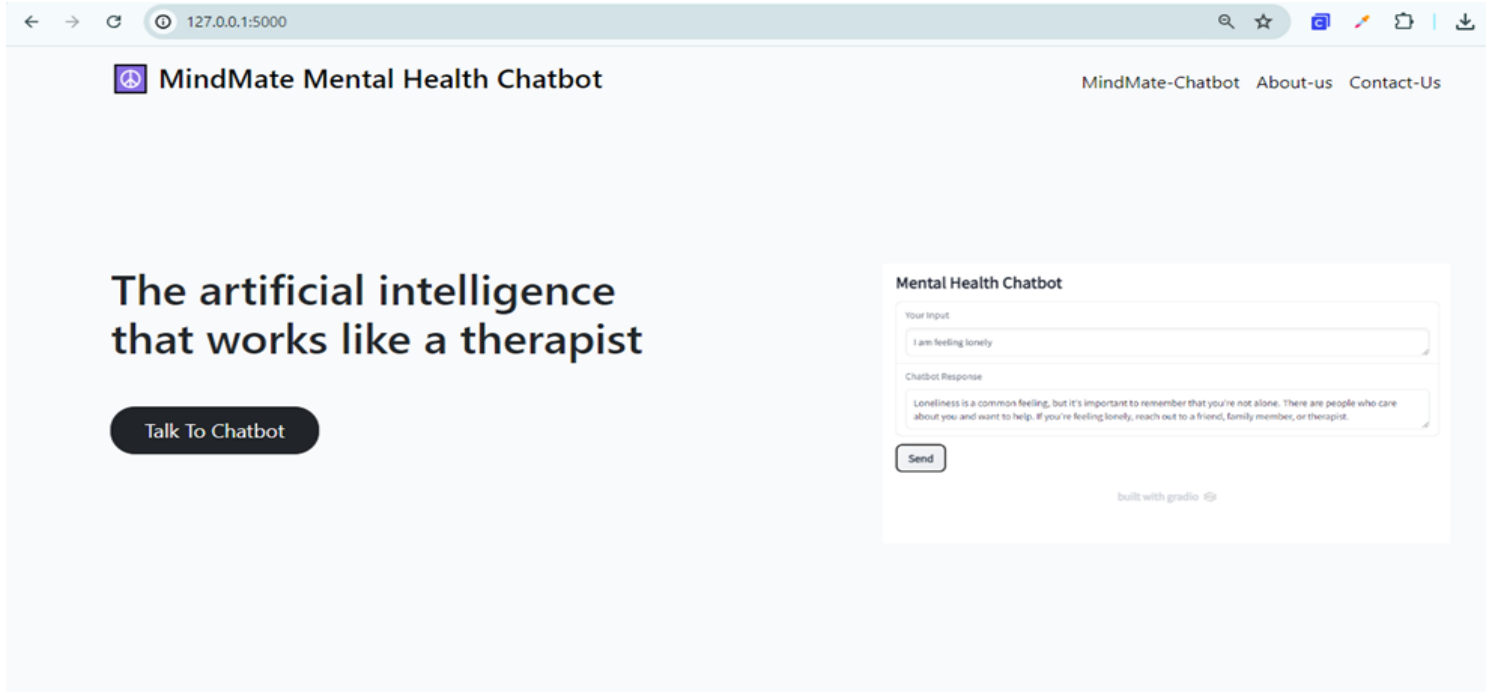 127.0.0.1:5000
MindMate Mental Health Chatbot
MindMate-Chatbot About-us Contact-Us
The artificial intelligence
that works like a therapist
Talk To Chatbot
Mental Health Chatbot
Your Input
I am feeling lonely
Chatbot Response
Loneliness is a common feeling, but it's important to remember that you're not alone. There are people who care
about you and want to help. If you're feeling lonely, reach out to a friend, family member, or therapist.
Send
built with gradio